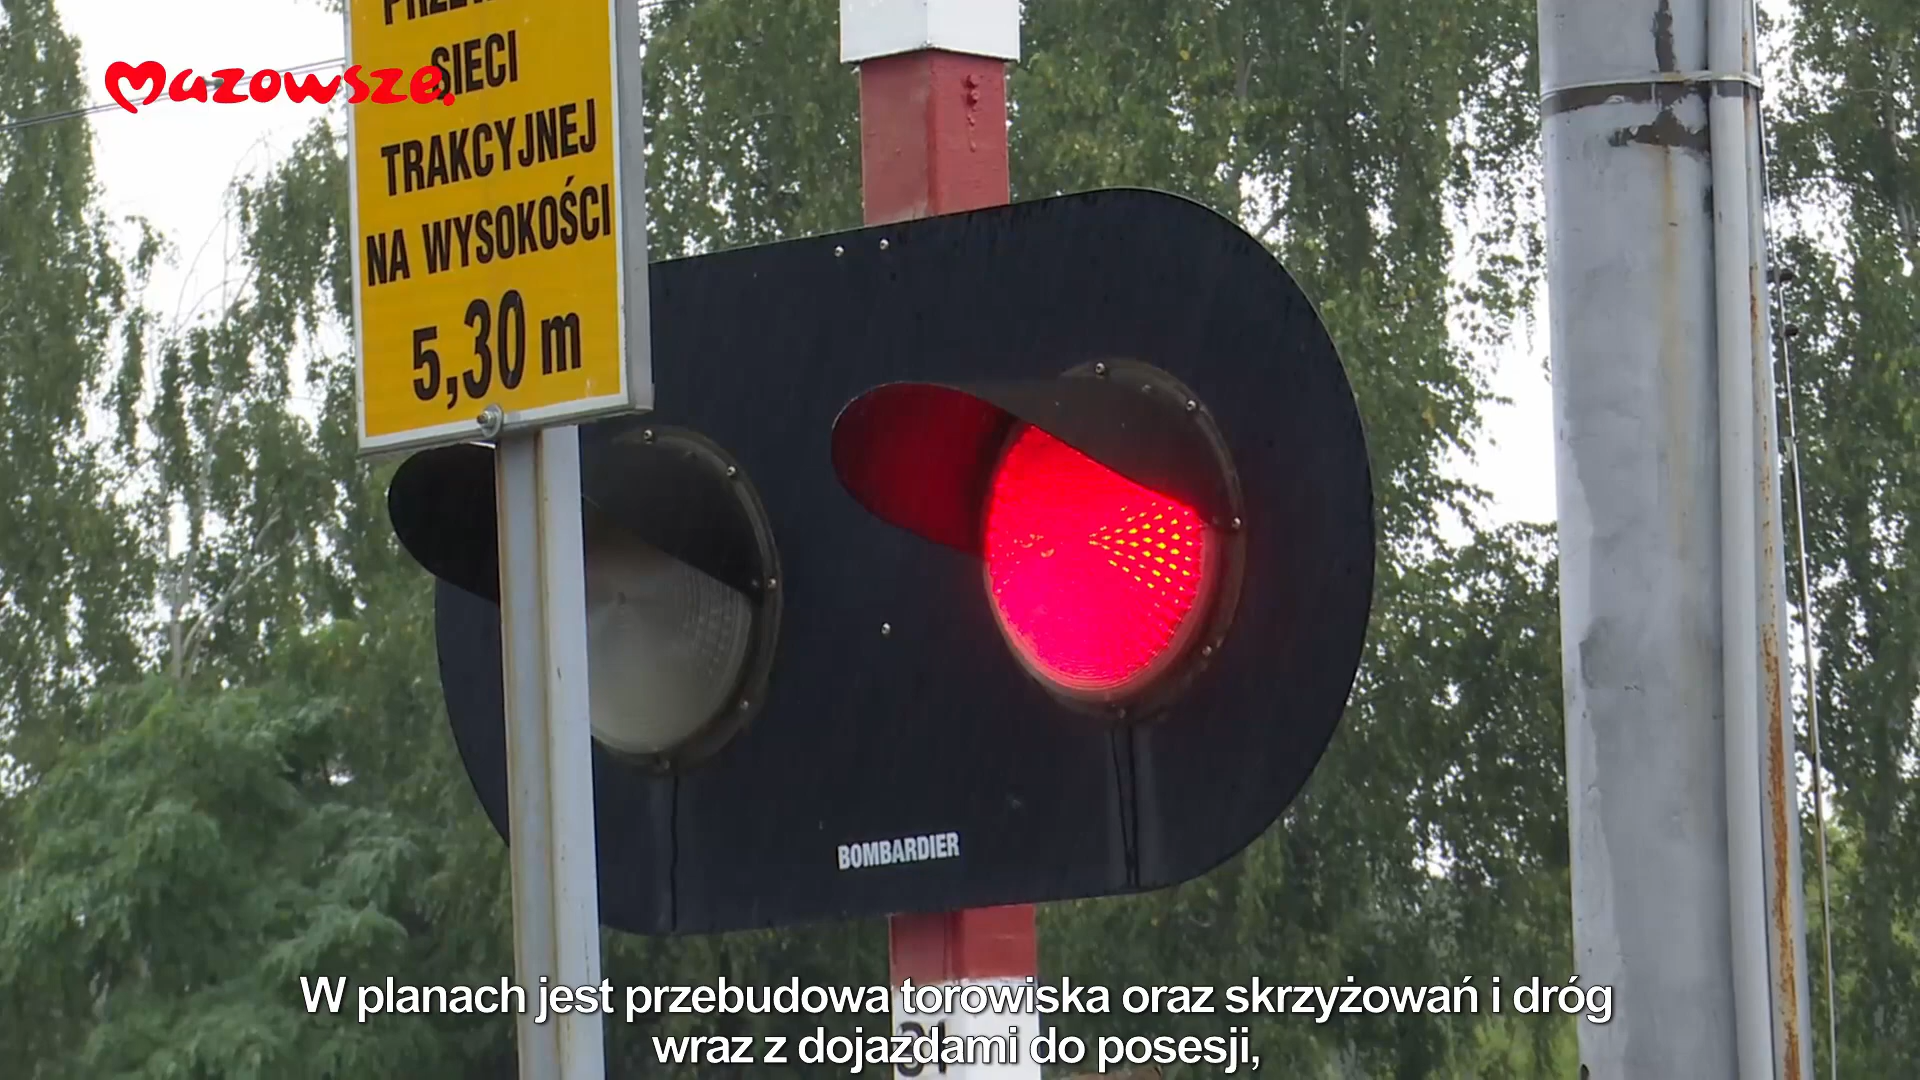 Mazowsze.
SIECI
TRAKCYJNEJ
NA WYSOKOŚCI
5,30 m
BOMBARDIER
W planach jest przebudowa torowiska oraz skrzyżowań i dróg
wraz z dojazdami do posesji,